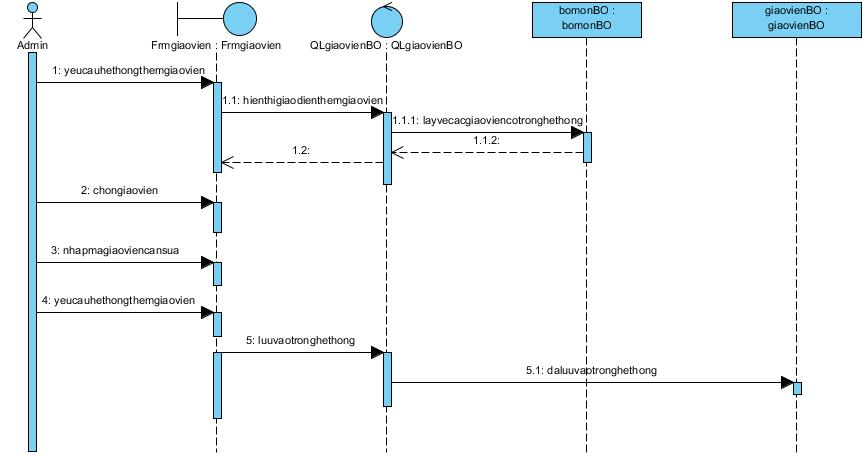 bomonBO :
bomonBO
giaovienBO :
giaovienBO
Admin
Frmgiaovien : Frmgiaovien
QLgiaovienBO : QLgiaovienBO
1: yeucauhethongthemgiaovien
1.1: hienthigiaodienthemgiaovien
1.1.1: layvecacgiaoviencotronghethong
1.1.2:
1.2:
2: chongiaovien
3: nhapmagiaoviencansua
4: yeucauhethongthemgiaovien
5: luuvaotronghethong
5.1: daluuvaotronghethong